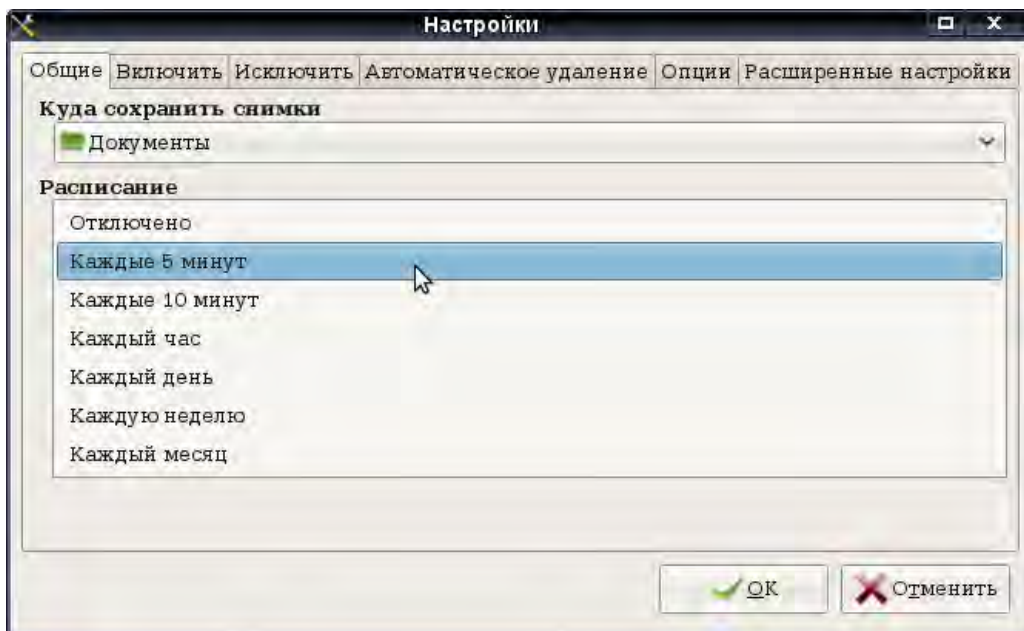 Настройки
Общие Включить Исключить Автоматическое удаление Опции Расширенные настройки
Куда сохранить снимки
Документы
Расписание
Отключено
Каждые 5 минут
Каждые 10 минут
Каждый час
Каждый день
Каждую неделю
Каждый месяц
OK Отменить